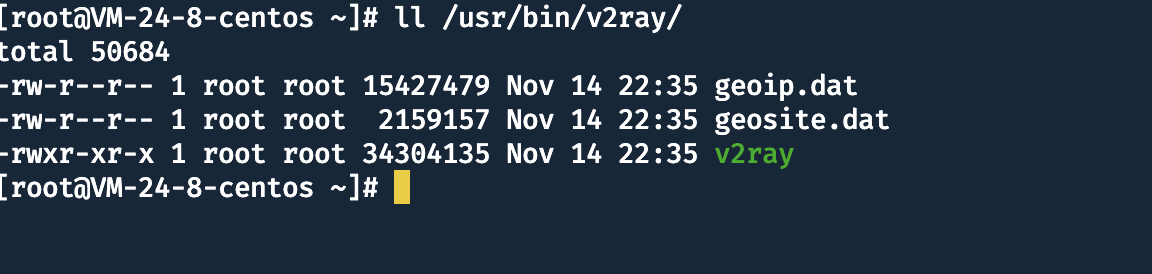 [root@VM-24-8-centos ~]# ll /usr/bin/v2ray/
total 50684
-rw-r--r-- 1 root root 15427479 Nov 14 22:35 geoip.dat
-rw-r--r-- 1 root root  2159157 Nov 14 22:35 geosite.dat
-rwxr-xr-x 1 root root 34304135 Nov 14 22:35 v2ray
[root@VM-24-8-centos ~]#